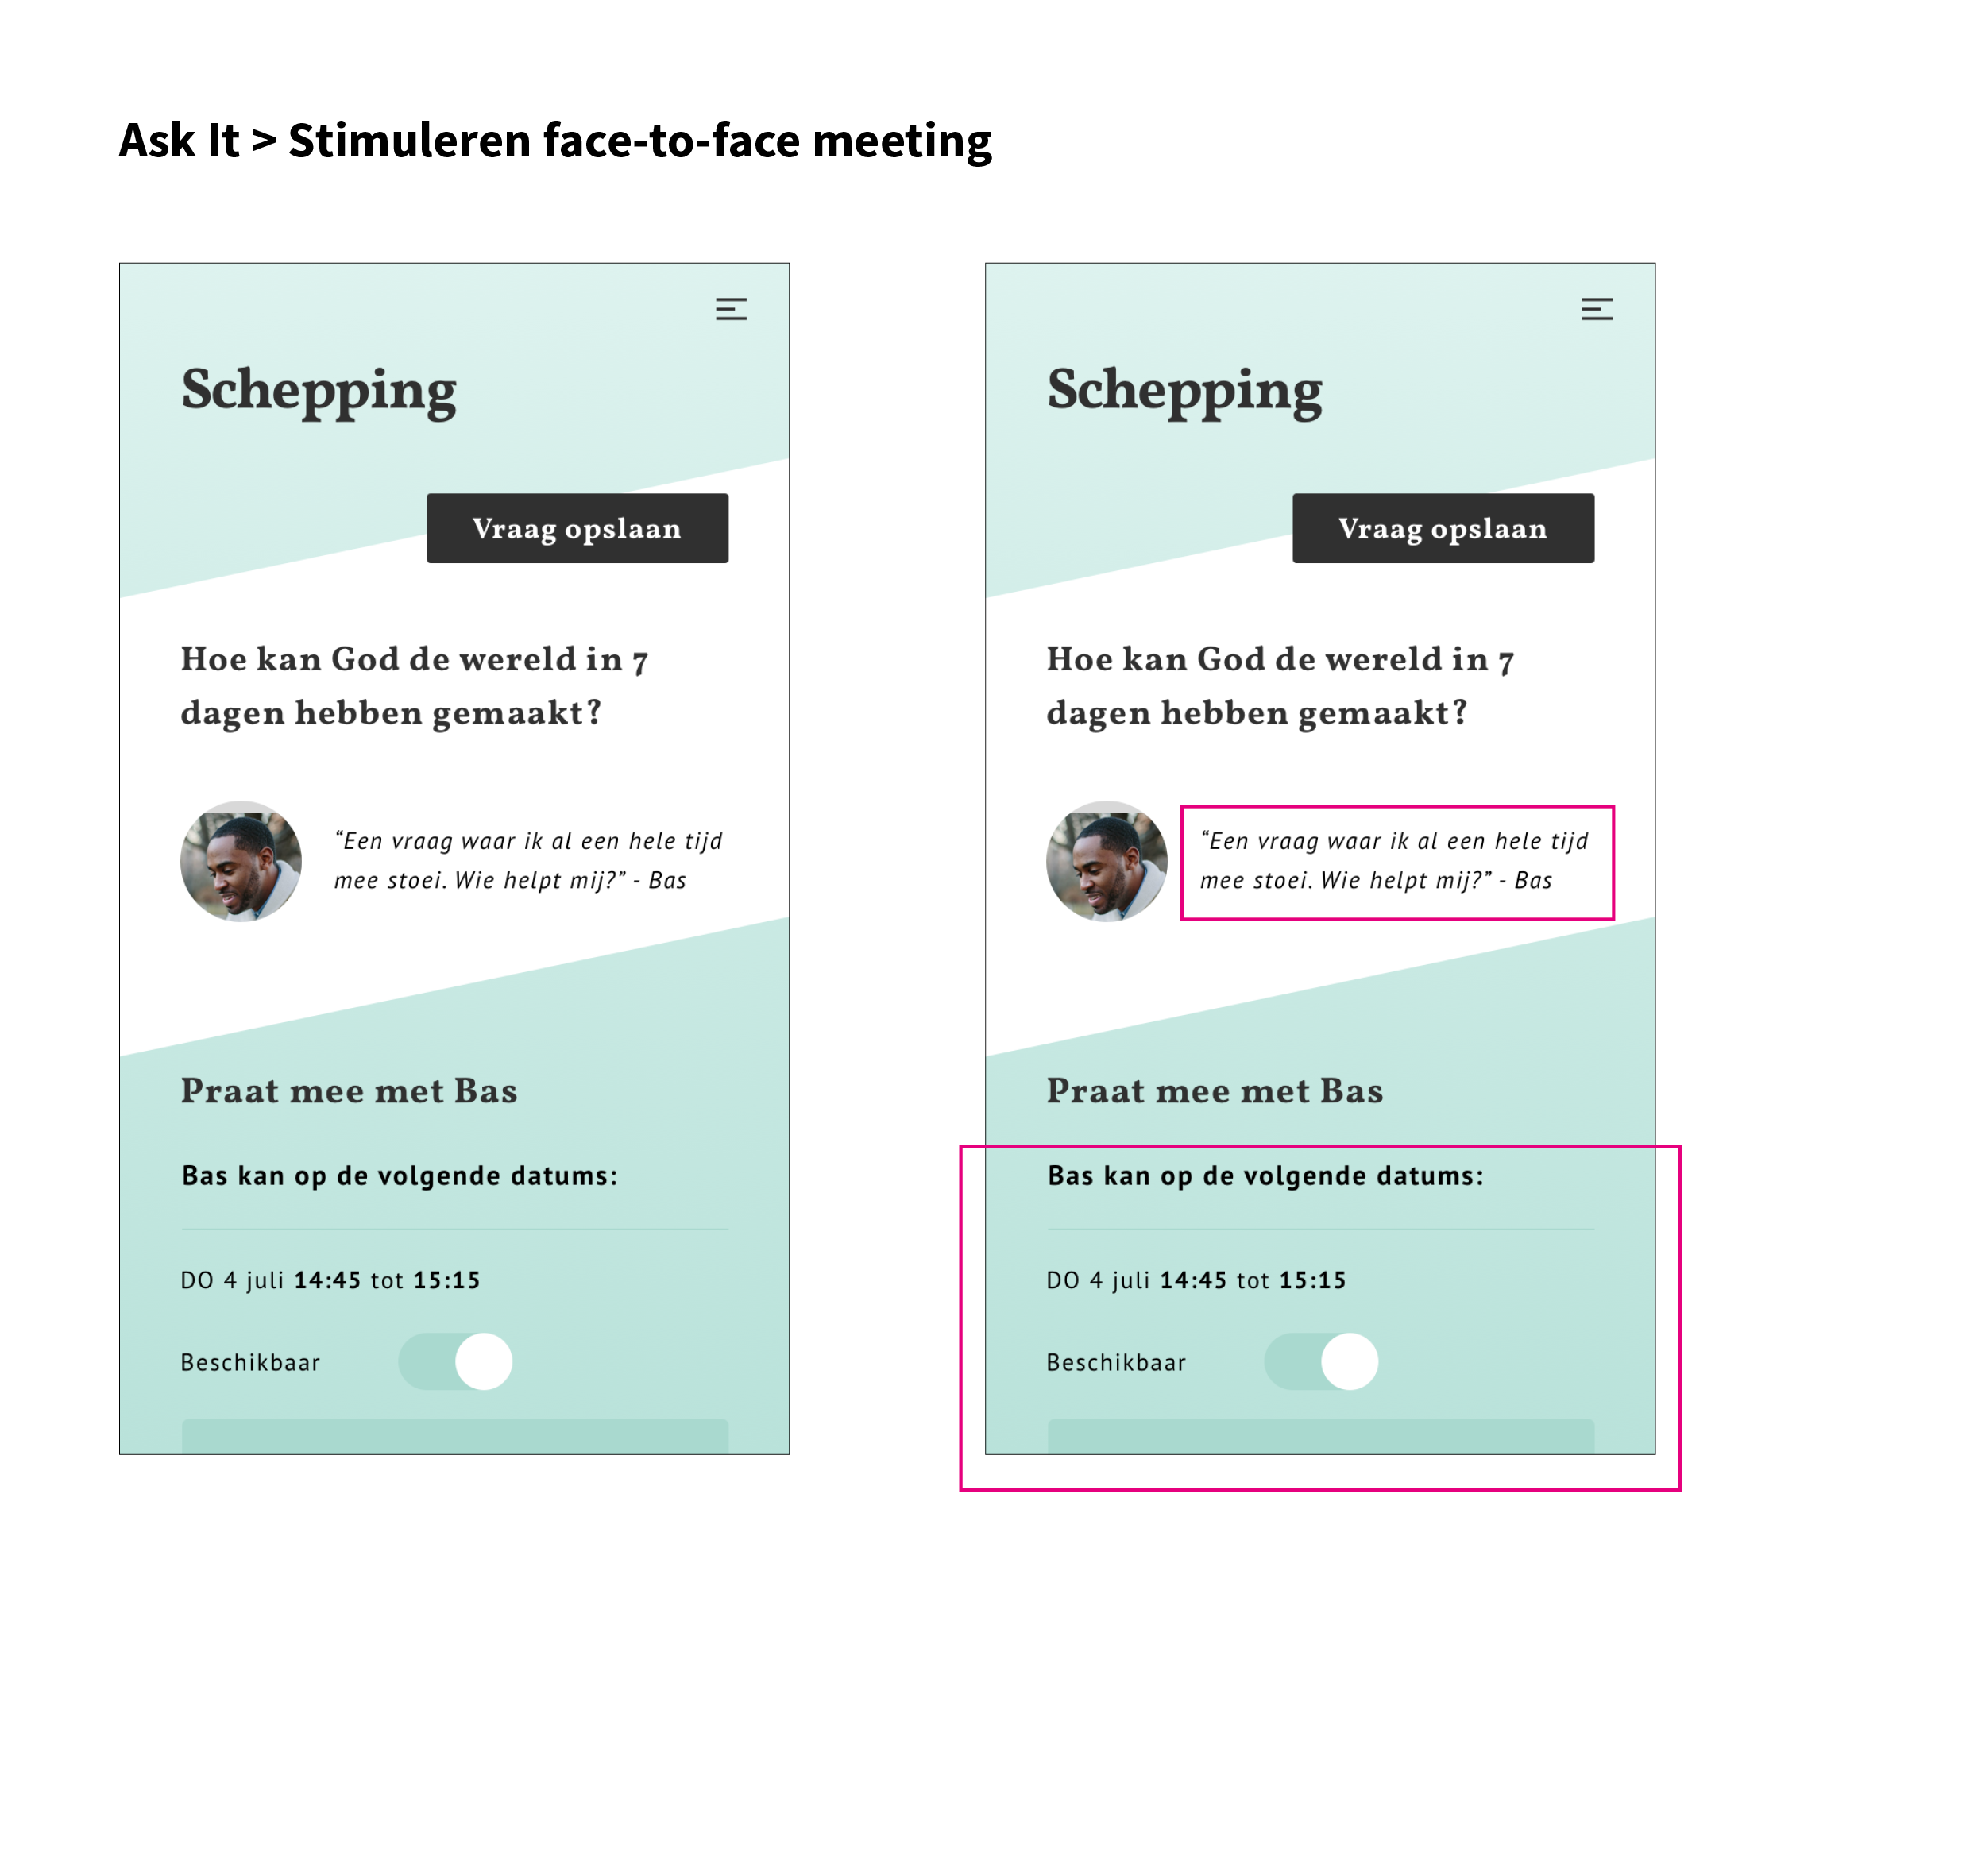 Ask It > Stimuleren face-to-face meeting
Schepping
Vraag opslaan
Hoe kan God de wereld in 7
dagen hebben gemaakt?
“Een vraag waar ik al een hele tijd
mee stoei. Wie helpt mij?” - Bas
Praat mee met Bas
Bas kan op de volgende datums:
DO 4 juli 14:45 tot 15:15
Beschikbaar
Schepping
Vraag opslaan
Hoe kan God de wereld in 7
dagen hebben gemaakt?
“Een vraag waar ik al een hele tijd
mee stoei. Wie helpt mij?” - Bas
Praat mee met Bas
Bas kan op de volgende datums:
DO 4 juli 14:45 tot 15:15
Beschikbaar